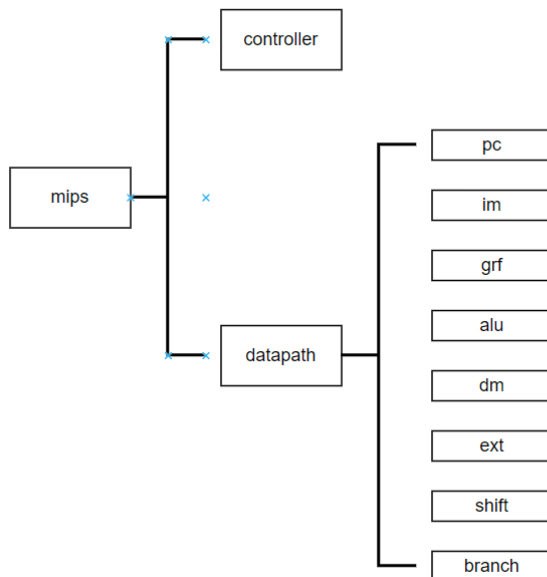 controller
mips
datapath
pc
im
grf
alu
dm
ext
shift
branch